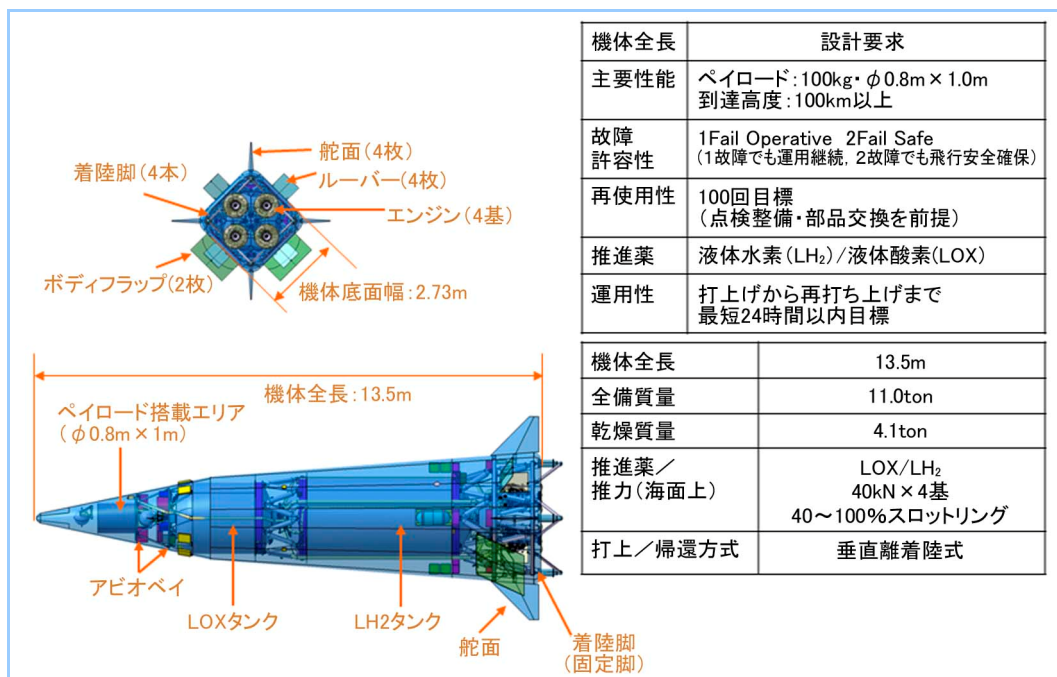 舵面(4枚)
着陸脚(4本)
ルーバー(4枚)
エンジン(4基)
ボディフラップ(2枚)
機体底面幅:2.73m
機体全長:13.5m
ペイロード搭載エリア
(φ0.8m×1m)
アビオベイ
LOXタンク
LH2タンク
舵面
着陸脚
(固定脚)
機体全長 設計要求
主要性能 ペイロード:100kg・φ0.8m×1.0m
到達高度:100km以上
故障 1Fail Operative 2Fail Safe
許容性 (1故障でも運用継続, 2故障でも飛行安全確保)
再使用性 100回目標
(点検整備・部品交換を前提)
推進薬 液体水素(LH₂)/液体酸素(LOX)
運用性 打上げから再打ち上げまで
最短24時間以内目標
機体全長 13.5m
全備質量 11.0ton
乾燥質量 4.1ton
推進薬/ LOX/LH₂
推力(海面上) 40kN×4基
40~100%スロットリング
打上/帰還方式 垂直離着陸式